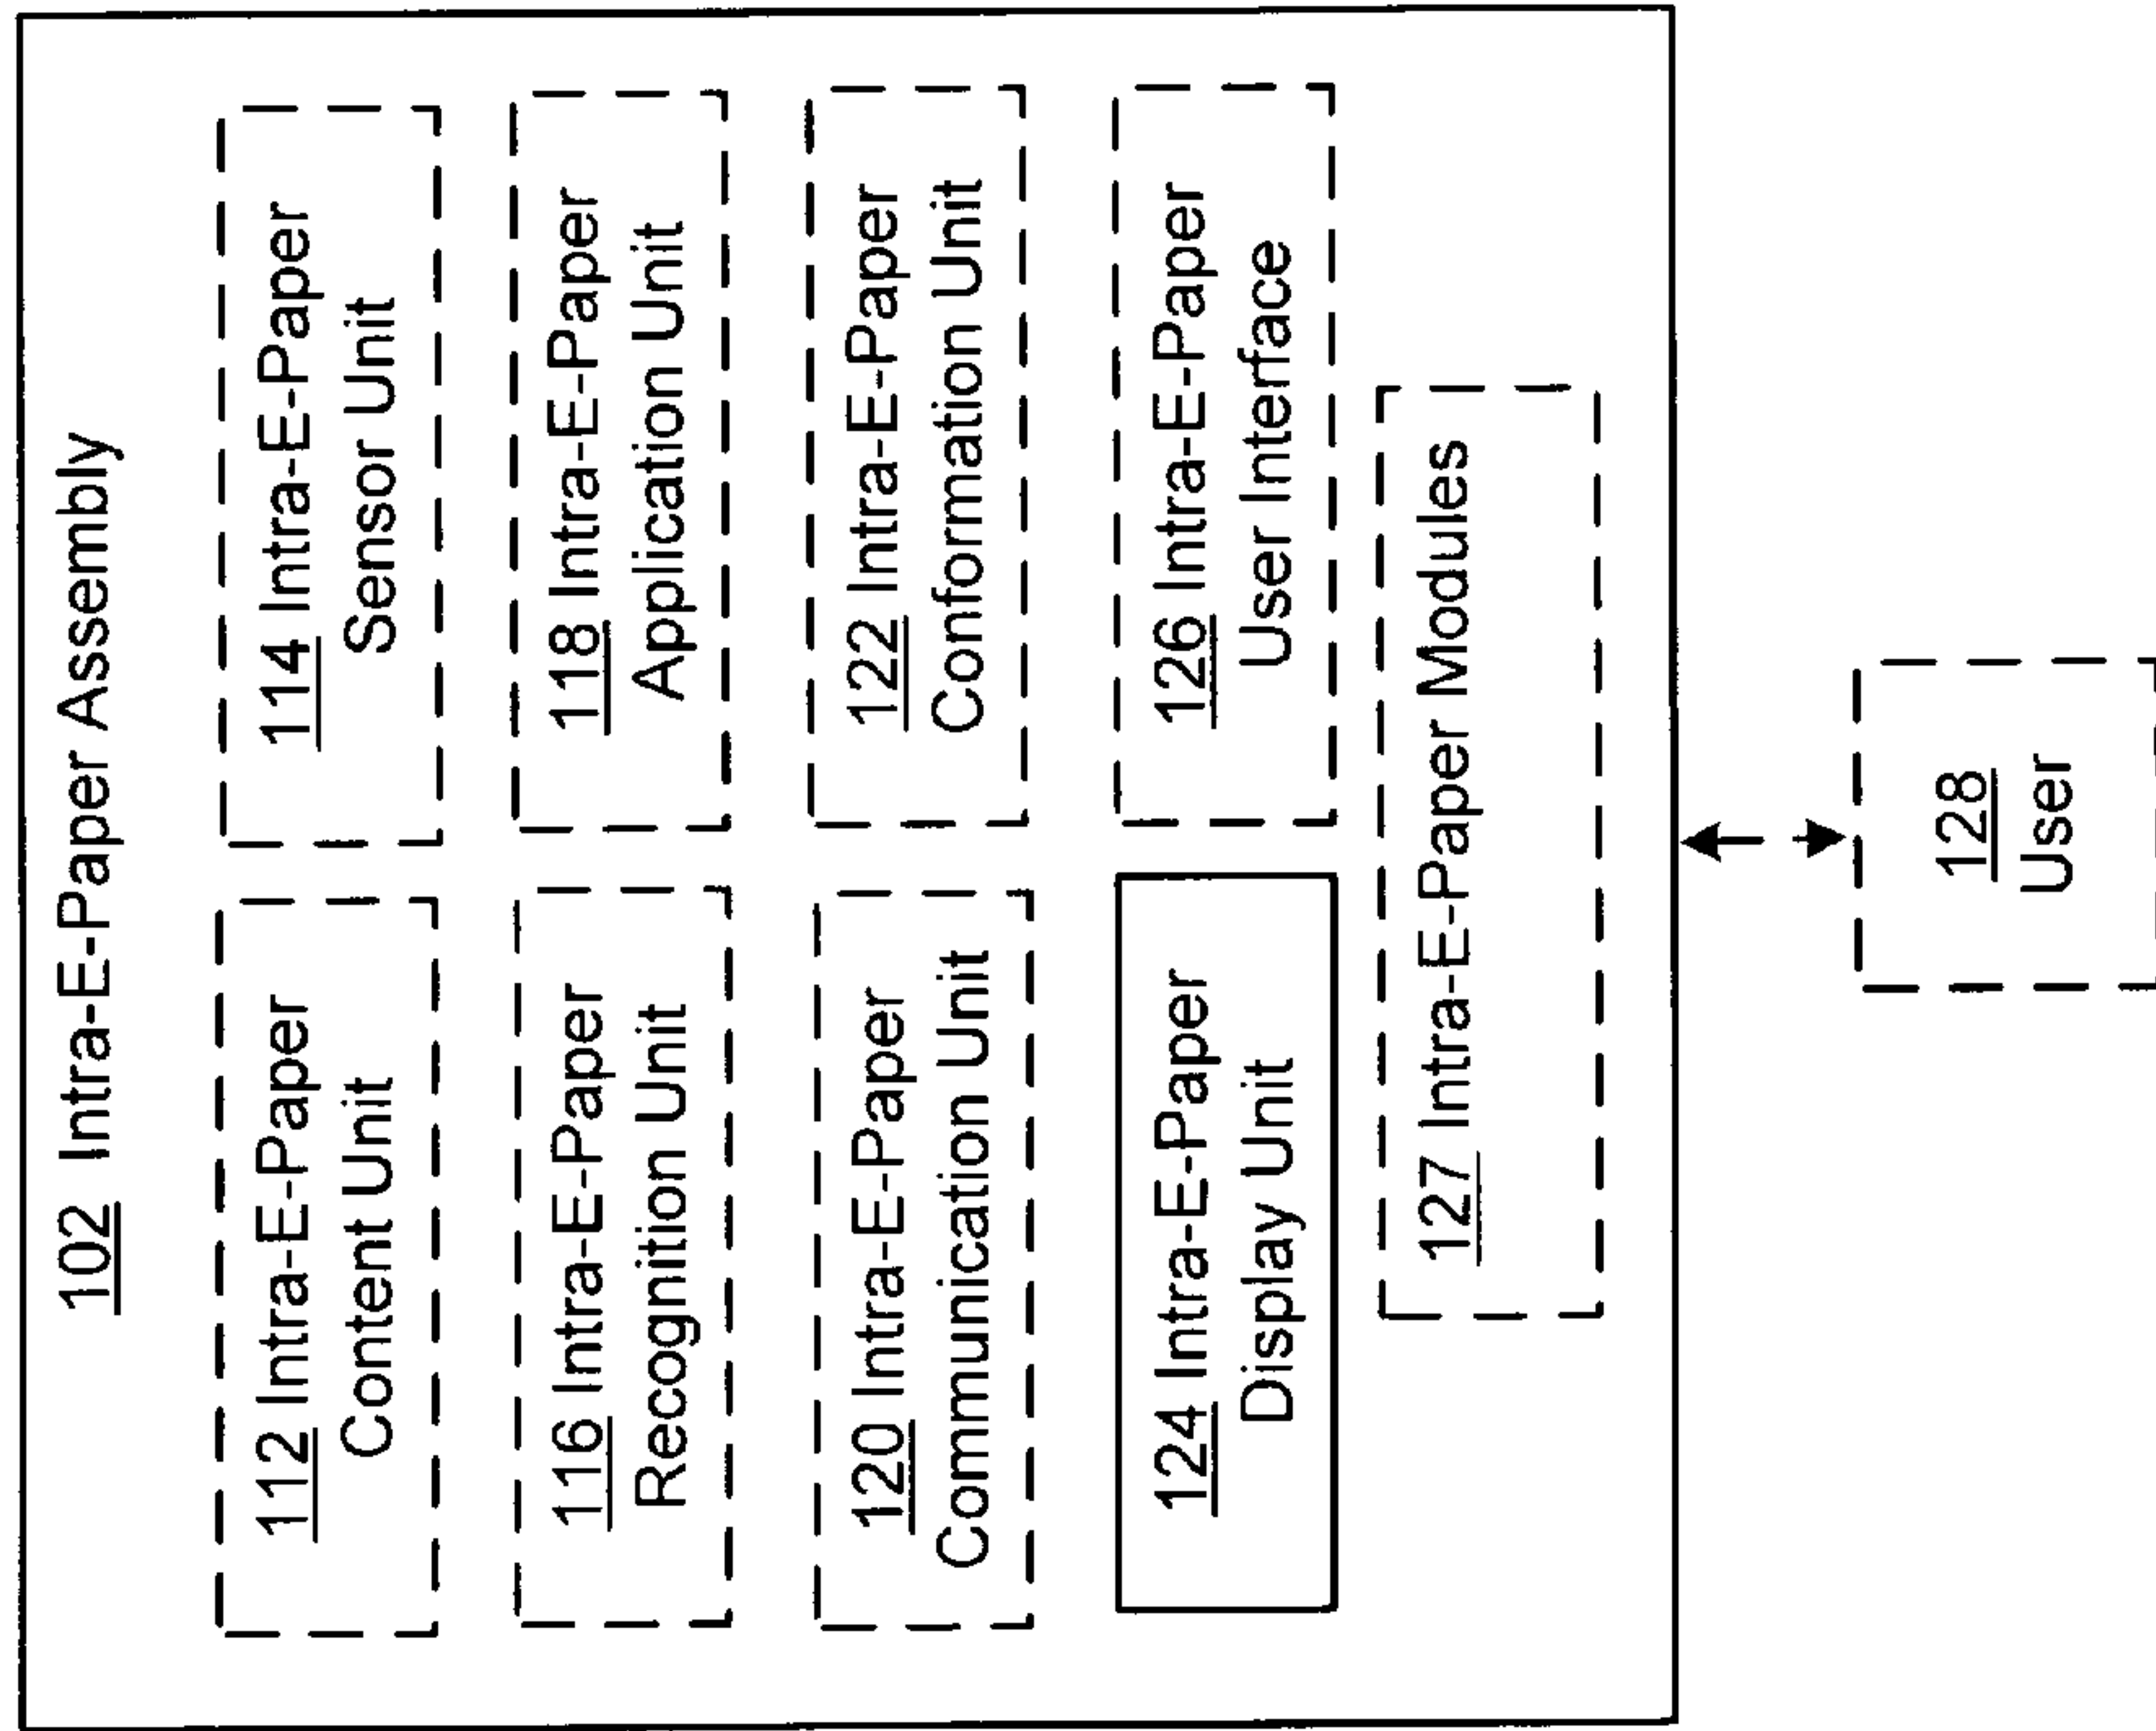 102 Intra-E-Paper Assembly
112 Intra-E-Paper
Content Unit
114 Intra-E-Paper
Sensor Unit
116 Intra-E-Paper
Recognition Unit
118 Intra-E-Paper
Application Unit
120 Intra-E-Paper
Communication Unit
122 Intra-E-Paper
Conformation Unit
124 Intra-E-Paper
Display Unit
126 Intra-E-Paper
User Interface
127 Intra-E-Paper Modules
128
User